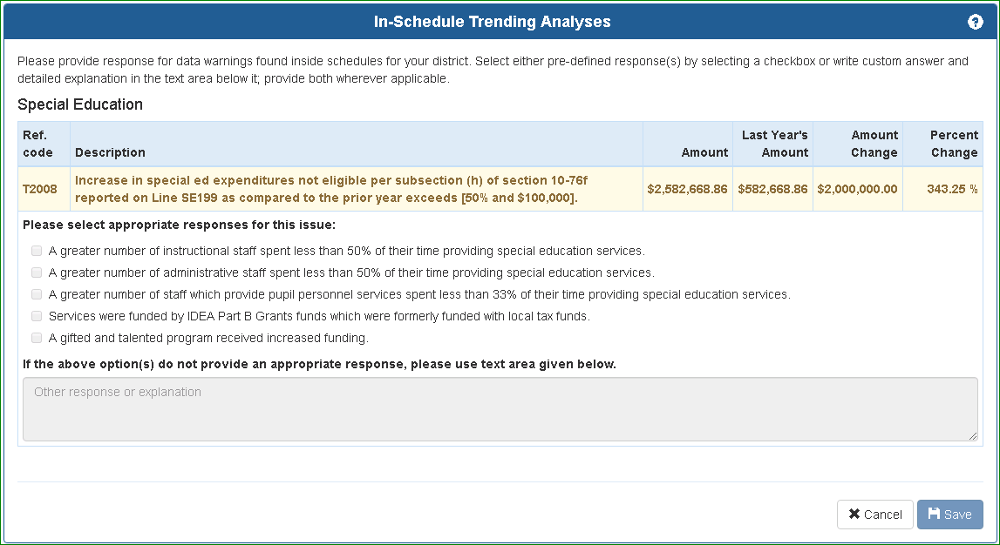 In-Schedule Trending Analyses
?
Please provide response for data warnings found inside schedules for your district. Select either pre-defined response(s) by selecting a checkbox or write custom answer and
detailed explanation in the text area below it; provide both wherever applicable.
Special Education
Ref. code Description Amount Last Year's Amount Amount Change Percent Change
T2008 Increase in special ed expenditures not eligible per subsection (h) of section 10-76f
reported on Line SE199 as compared to the prior year exceeds [50% and $100,000].
$2,582,668.86 $582,668.86 $2,000,000.00 343.25 %
Please select appropriate responses for this issue:
A greater number of instructional staff spent less than 50% of their time providing special education services.
A greater number of administrative staff spent less than 50% of their time providing special education services.
A greater number of staff which provide pupil personnel services spent less than 33% of their time providing special education services.
Services were funded by IDEA Part B Grants funds which were formerly funded with local tax funds.
A gifted and talented program received increased funding.
If the above option(s) do not provide an appropriate response, please use text area given below.
Other response or explanation
Cancel Save